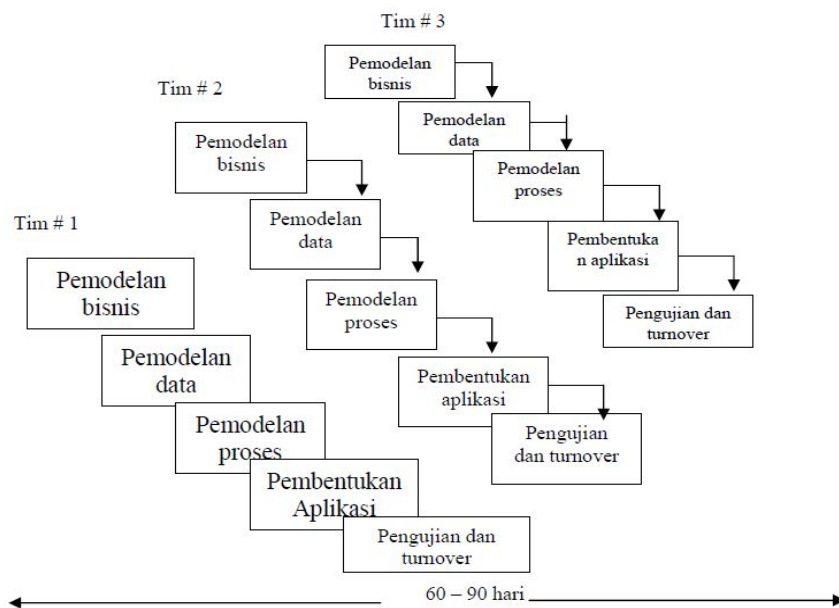 Tim # 3
Pemodelan
bisnis
Pemodelan
data
Pemodelan
proses
Pembentuka
n aplikasi
Pengujian dan
turnover
Tim # 2
Pemodelan
bisnis
Pemodelan
data
Pemodelan
proses
Pembentukan
aplikasi
Pengujian
dan turnover
Tim # 1
Pemodelan
bisnis
Pemodelan
data
Pemodelan
proses
Pembentukan
Aplikasi
Pengujian dan
turnover
60 – 90 hari